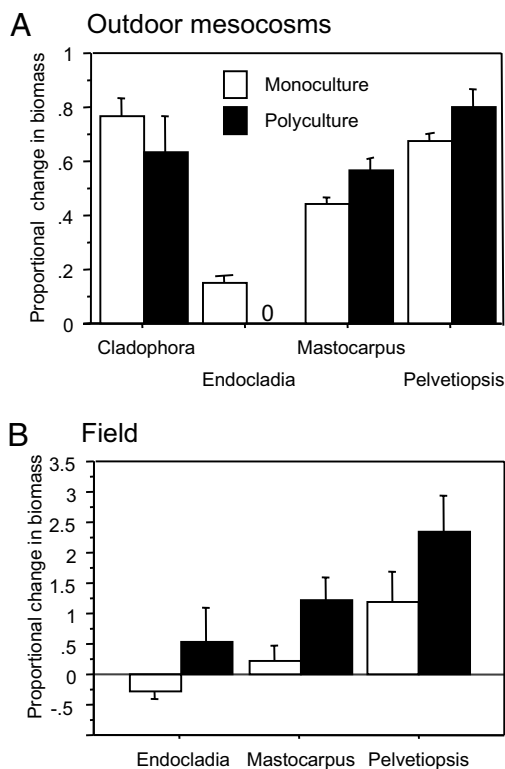 A Outdoor mesocosms
Proportional change in biomass
1
.8
.6
.4
.2
0
Monoculture
Polyculture
0
Cladophora
Endocladia
Mastocarpus
Pelvetiopsis
B Field
Proportional change in biomass
3.5
3
2.5
2
1.5
1
.5
0
-.5
Endocladia Mastocarpus Pelvetiopsis